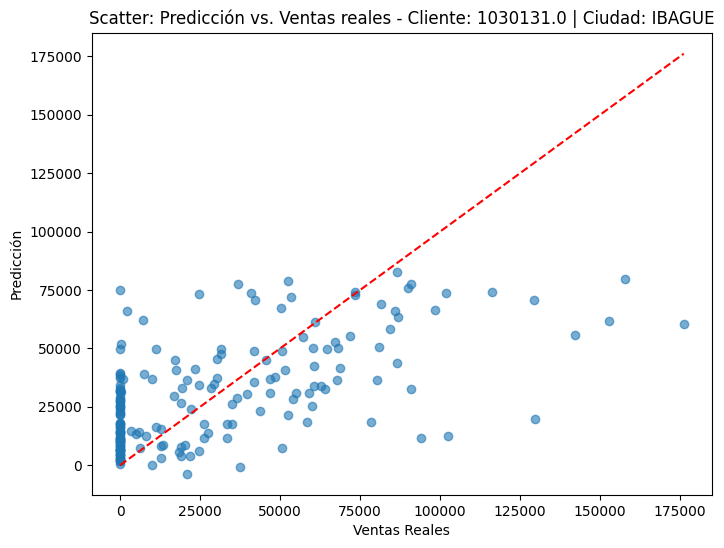 Scatter: Predicción vs. Ventas reales - Cliente: 1030131.0 | Ciudad: IBAGUE
175000
150000
125000
100000
75000
50000
25000
0
Predicción
0 25000 50000 75000 100000 125000 150000 175000
Ventas Reales